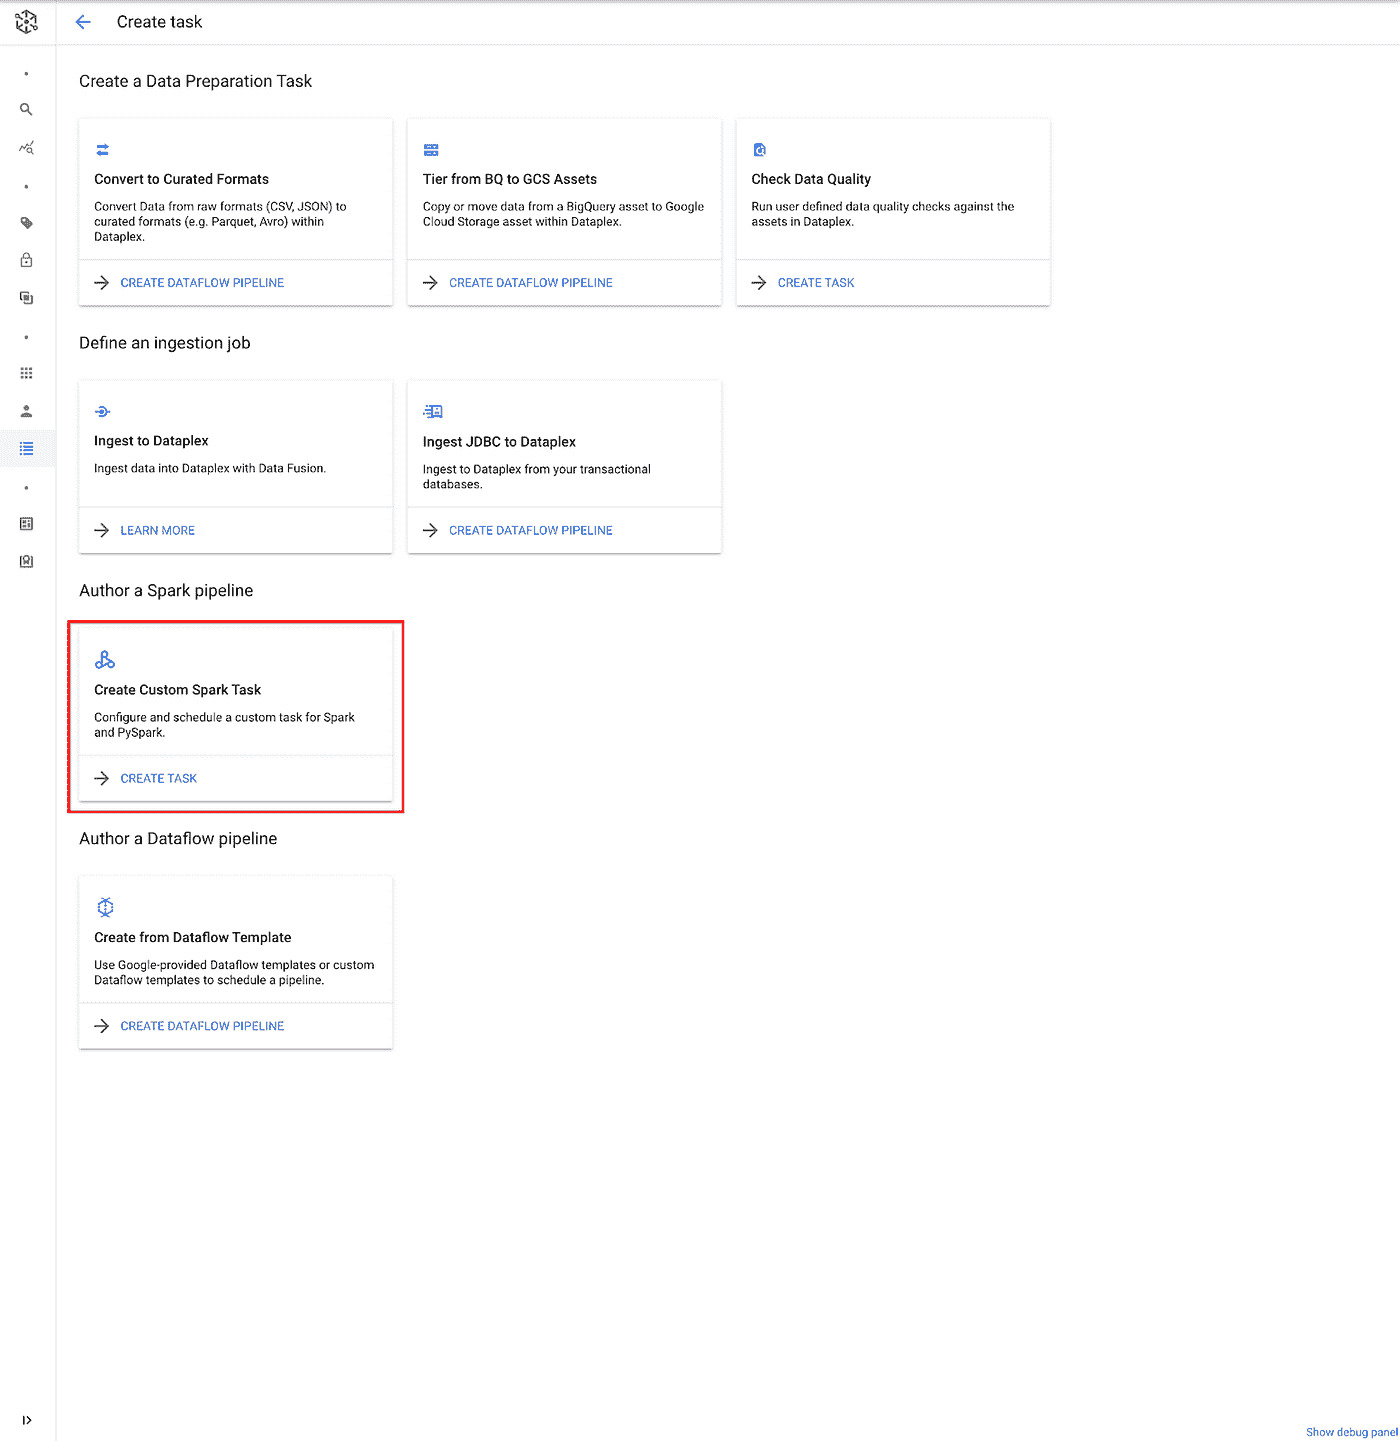 Create task
Create a Data Preparation Task
Convert to Curated Formats
Convert Data from raw formats (CSV, JSON) to
curated formats (e.g. Parquet, Avro) within
Dataplex.
CREATE DATAFLOW PIPELINE
Tier from BQ to GCS Assets
Copy or move data from a BigQuery asset to Google
Cloud Storage asset within Dataplex.
CREATE DATAFLOW PIPELINE
Check Data Quality
Run user defined data quality checks against the
assets in Dataplex.
CREATE TASK
Define an ingestion job
Ingest to Dataplex
Ingest data into Dataplex with Data Fusion.
LEARN MORE
Ingest JDBC to Dataplex
Ingest to Dataplex from your transactional
databases.
CREATE DATAFLOW PIPELINE
Author a Spark pipeline
Create Custom Spark Task
Configure and schedule a custom task for Spark
and PySpark.
CREATE TASK
Author a Dataflow pipeline
Create from Dataflow Template
Use Google-provided Dataflow templates or custom
Dataflow templates to schedule a pipeline.
CREATE DATAFLOW PIPELINE
Show debug panel